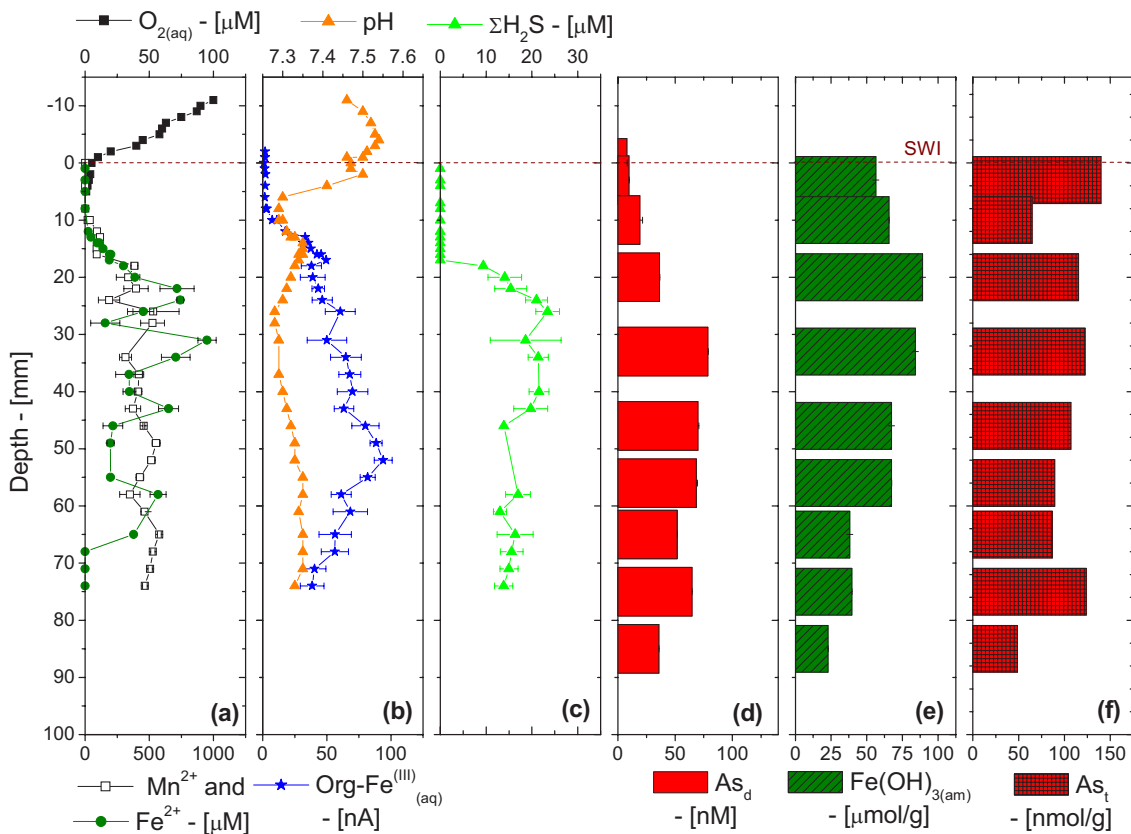 O2(aq) - [μM] pH ΣH2S - [μM]
0 50 100 7.3 7.4 7.5 7.6 0 10 20 30
-10
0
10
20
30
40
50
60
70
80
90
100
Depth - [mm]
SWI
(a) (b) (c) (d) (e) (f)
0 500 1000 0 25 50 75 100 0 50 100 0 25 50 75 100 0 50 100 150
Mn2+ and Org-Fe(III)(aq) Asd Fe(OH)3(am) Ast
Fe2+ - [μM] - [nA] - [nM] - [μmol/g] - [nmol/g]